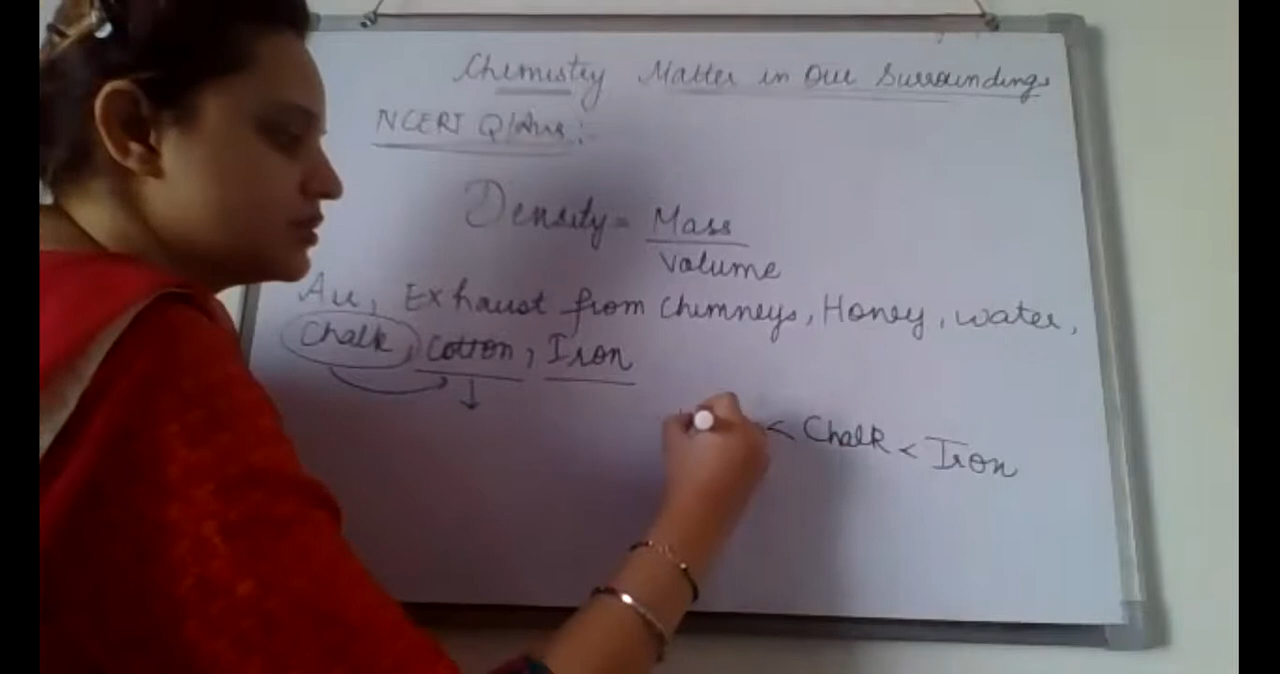 Chemistry Matter in Our Surroundings
NCERT Q/Ans :-
Density = Mass
Volume
Air, Exhaust from Chimneys, Honey, water,
Chalk, Cotton, Iron
< Chalk < Iron